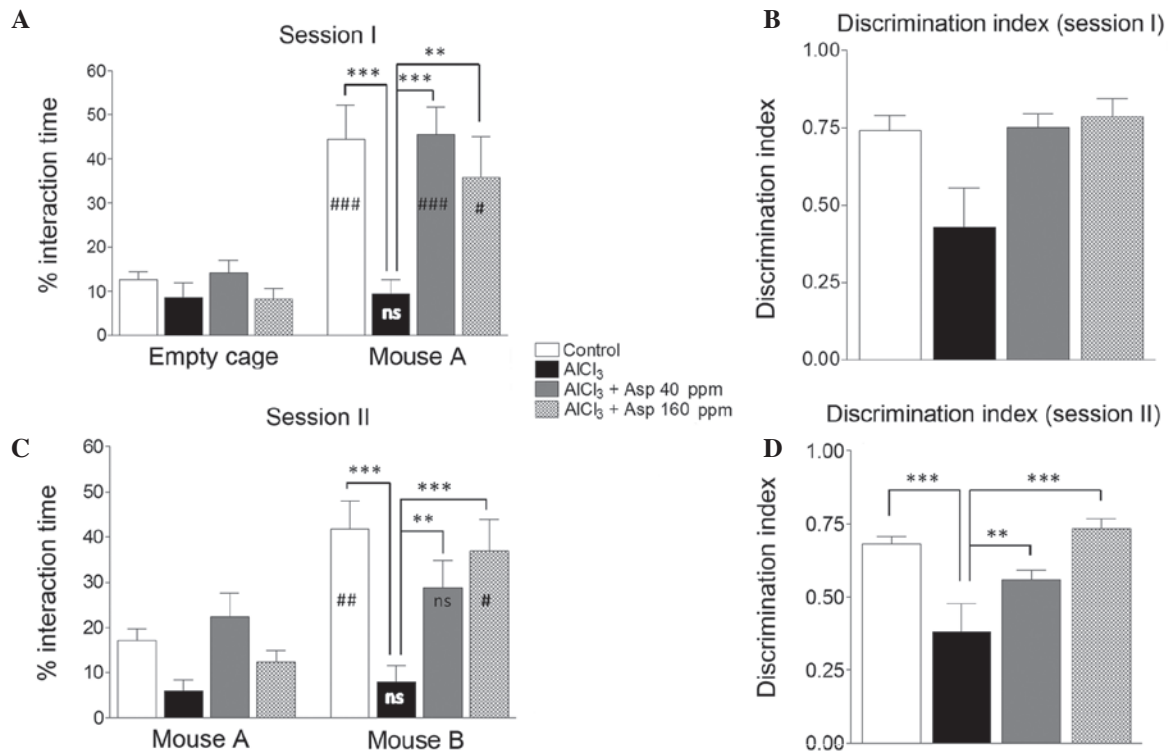 A
Session I
% interaction time
60
50
40
30
20
10
0
***
**
***
###
ns
###
#
Empty cage
Mouse A
B
Discrimination index (session I)
Discrimination index
1.00
0.75
0.50
0.25
0.00
Control
AlCl₃
AlCl₃ + Asp 40 ppm
AlCl₃ + Asp 160 ppm
C
Session II
% interaction time
60
50
40
30
20
10
0
***
***
**
##
ns
ns
#
Mouse A
Mouse B
D
Discrimination index (session II)
Discrimination index
1.00
0.75
0.50
0.25
0.00
***
***
**